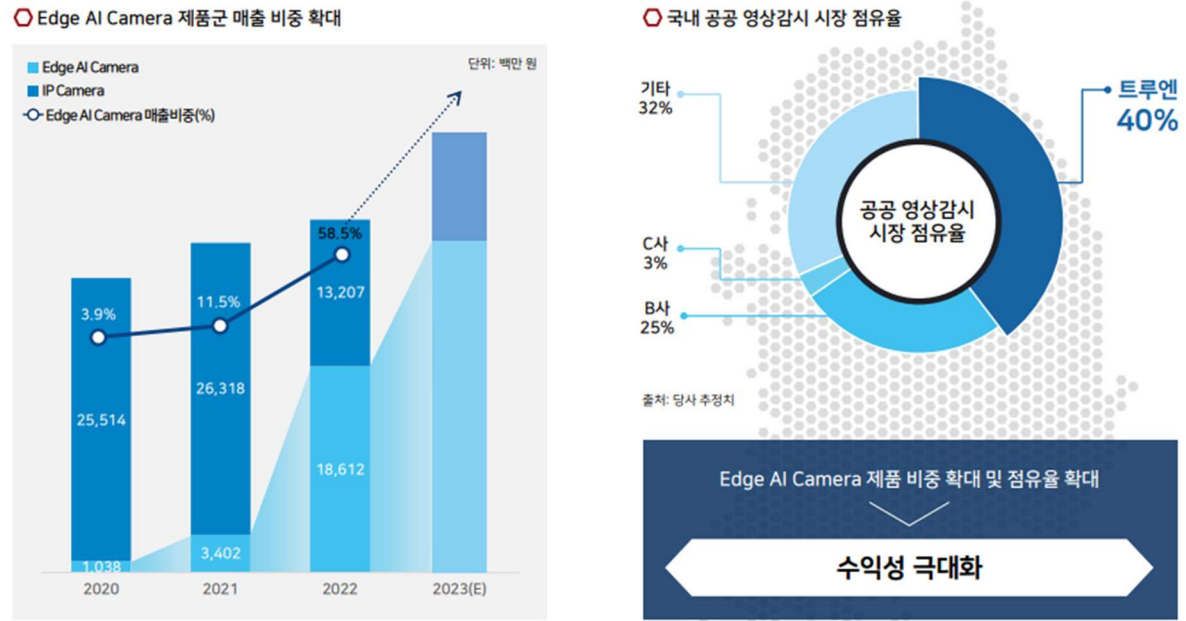 Edge AI Camera 제품군 매출 비중 확대
Edge AI Camera
IP Camera
Edge AI Camera 매출비중(%)
단위: 백만 원
3.9%
11.5%
58.5%
25,514
26,318
13,207
1,038
3,402
18,612
2020
2021
2022
2023(E)
국내 공공 영상감시 시장 점유율
기타
32%
트루엔
40%
C사
3%
B사
25%
공공 영상감시
시장 점유율
출처: 당사 추정치
Edge AI Camera 제품 비중 확대 및 점유율 확대
수익성 극대화